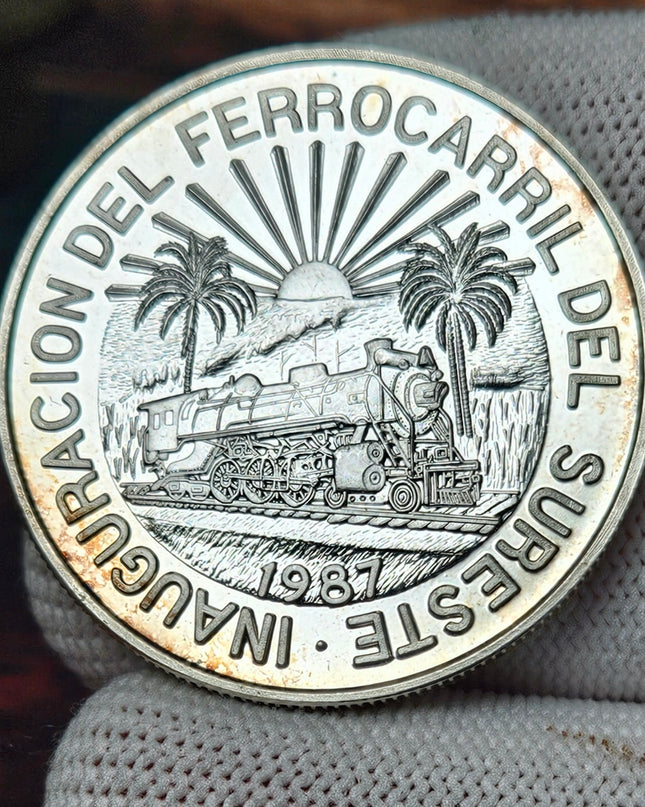 INAUGURACION DEL FERROCARRIL DEL SURESTE ·
1987